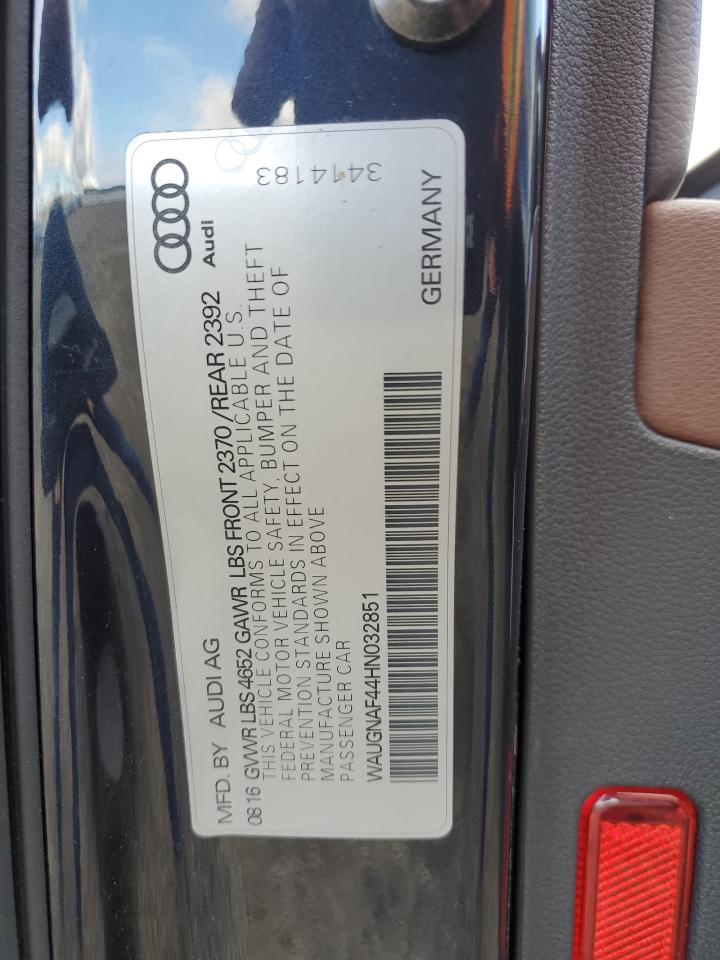 Audi
3414183
MFD. BY AUDI AG
08 16 GVWR LBS 4652 GAWR LBS FRONT 2370 /REAR 2392
THIS VEHICLE CONFORMS TO ALL APPLICABLE U.S.
FEDERAL MOTOR VEHICLE SAFETY, BUMPER AND THEFT
PREVENTION STANDARDS IN EFFECT ON THE DATE OF
MANUFACTURE SHOWN ABOVE
PASSENGER CAR
WAUGNAF44HN032851
GERMANY